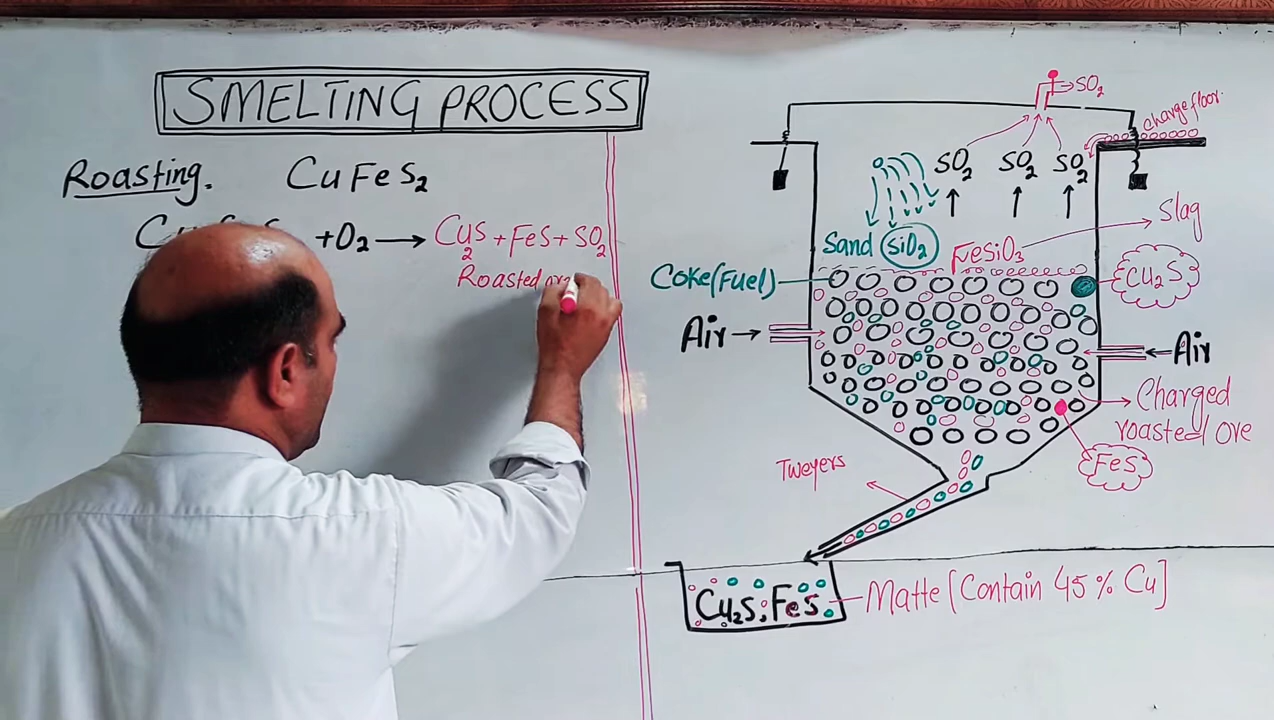 SMELTING PROCESS
Roasting. CuFeS₂
+O₂ → Cu₂S + FeS + SO₂
Roasted
SO₂
charge floor.
SO₂ SO₂ SO₂
Slag
Sand SiO₂ FeSiO₃
Coke(Fuel)
Cu₂S
Air →
← Air
Charged
roasted Ore
Tweyers
FeS
Cu₂S, FeS
Matte [Contain 45% Cu]